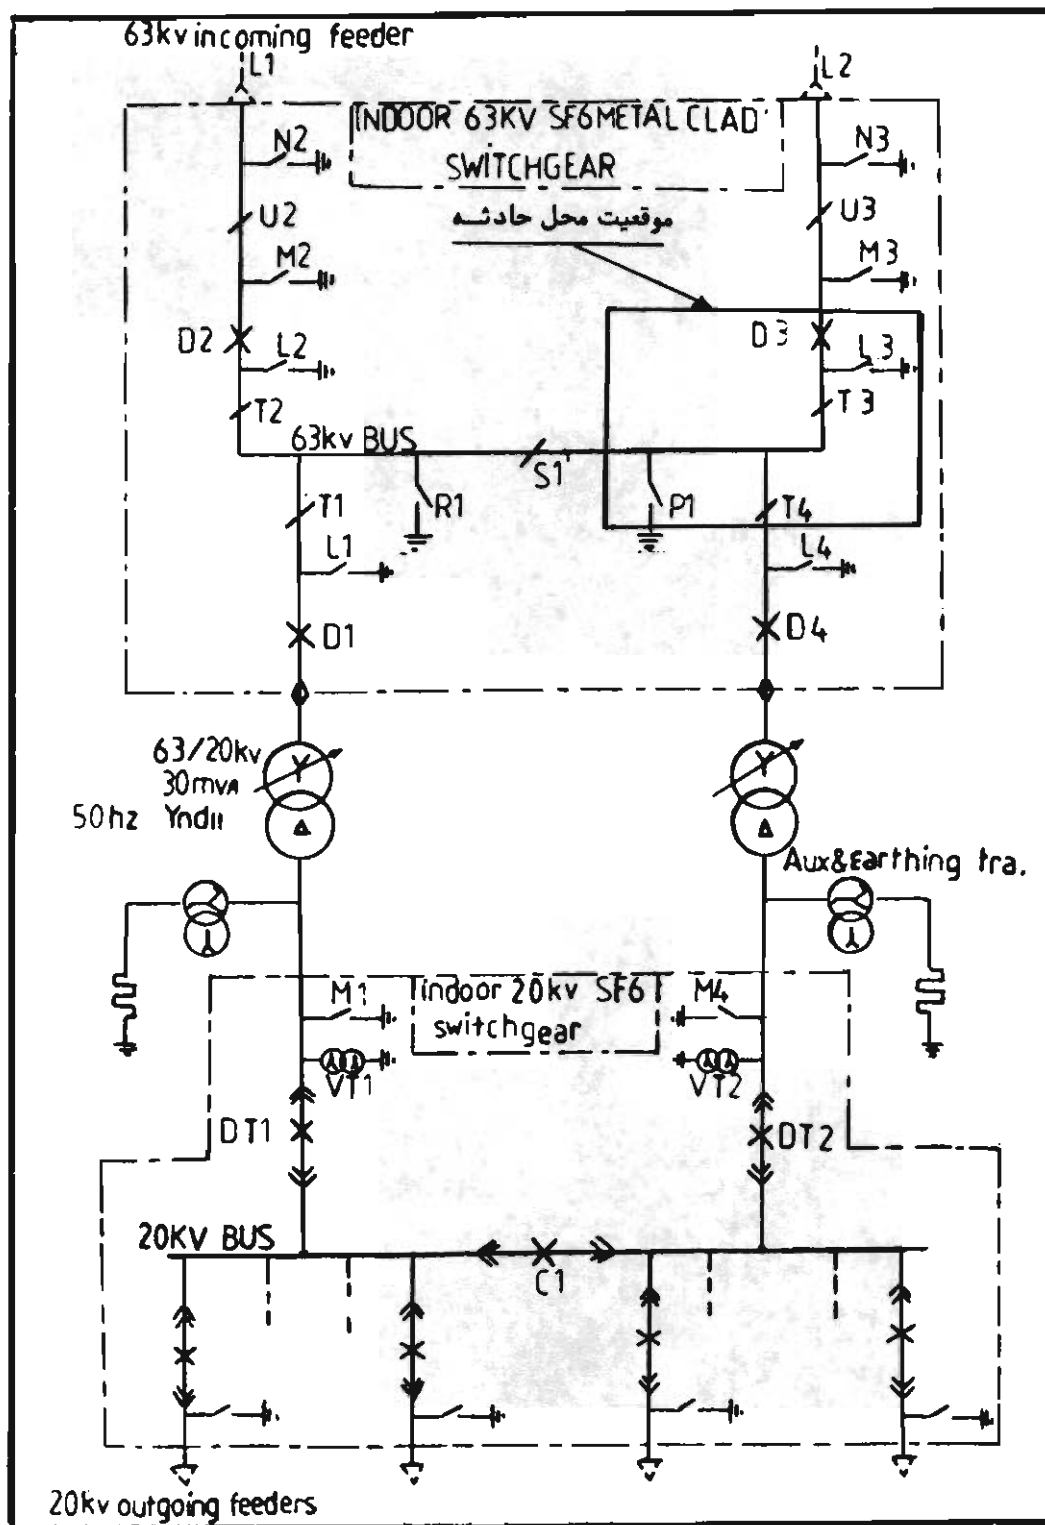 63kv incoming feeder
L1
L2
INDOOR 63KV SF6 METAL CLAD
SWITCHGEAR
N2
N3
موقعیت محل حادثه
U2
U3
M2
M3
D2
L2
D3
L3
T2
T3
63kv BUS
S1
T1
R1
P1
T4
L1
L4
D1
D4
63/20kv
30mvA
50hz Ynd11
Y
Δ
Y
Δ
Aux&Earthing tra.
M1
indoor 20kv SF6
switchgear
M4
VT1
VT2
DT1
DT2
20KV BUS
C1
20kv outgoing feeders